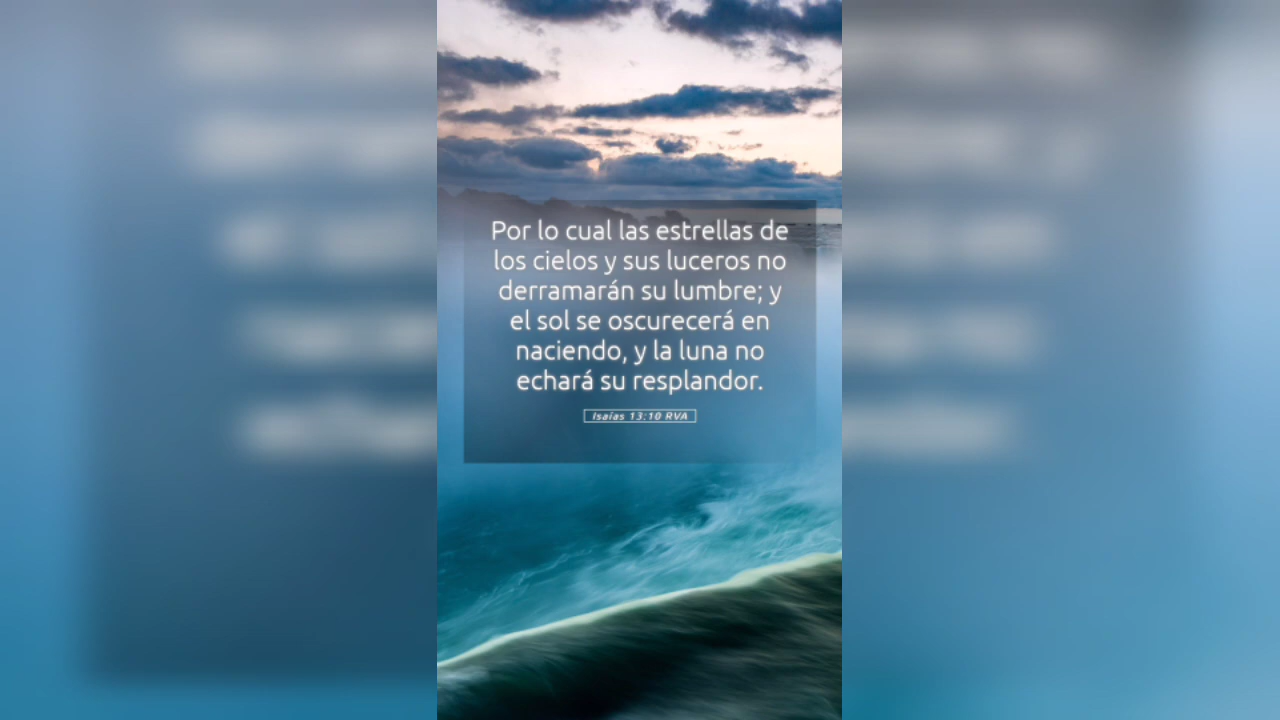 Por lo cual las estrellas de
los cielos y sus luceros no
derramarán su lumbre; y
el sol se oscurecerá en
naciendo, y la luna no
echará su resplandor.
Isaías 13:10 RVA